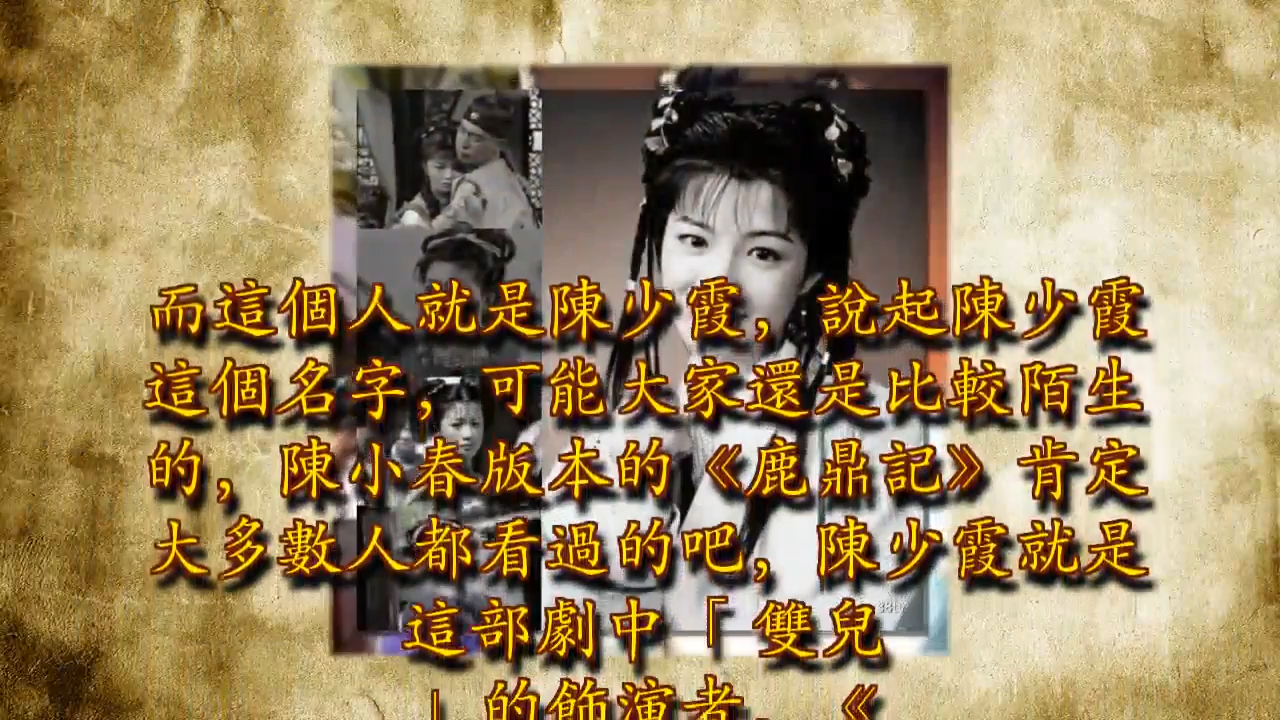 而這個人就是陳少霞，說起陳少霞
這個名字，可能大家還是比較陌生
的，陳小春版本的《鹿鼎記》肯定
大多數人都看過的吧，陳少霞就是
這部劇中「雙兒
」的飾演者。《